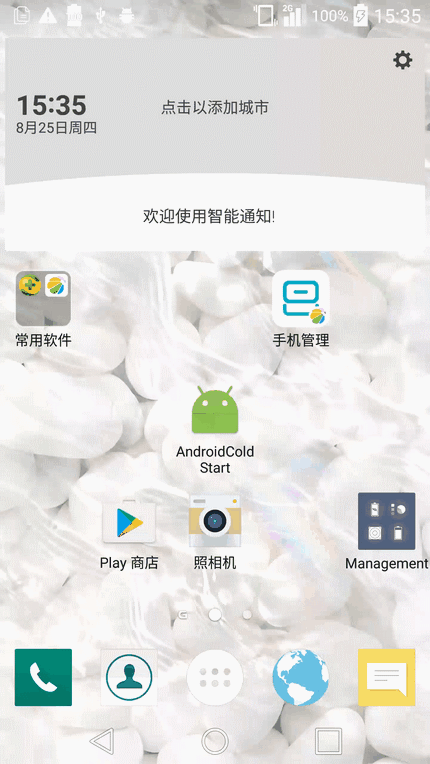 2G 100% 15:35
15:35
8月25日周四
点击以添加城市
欢迎使用智能通知!
常用软件
手机管理
AndroidCold
Start
Play 商店
照相机
Management